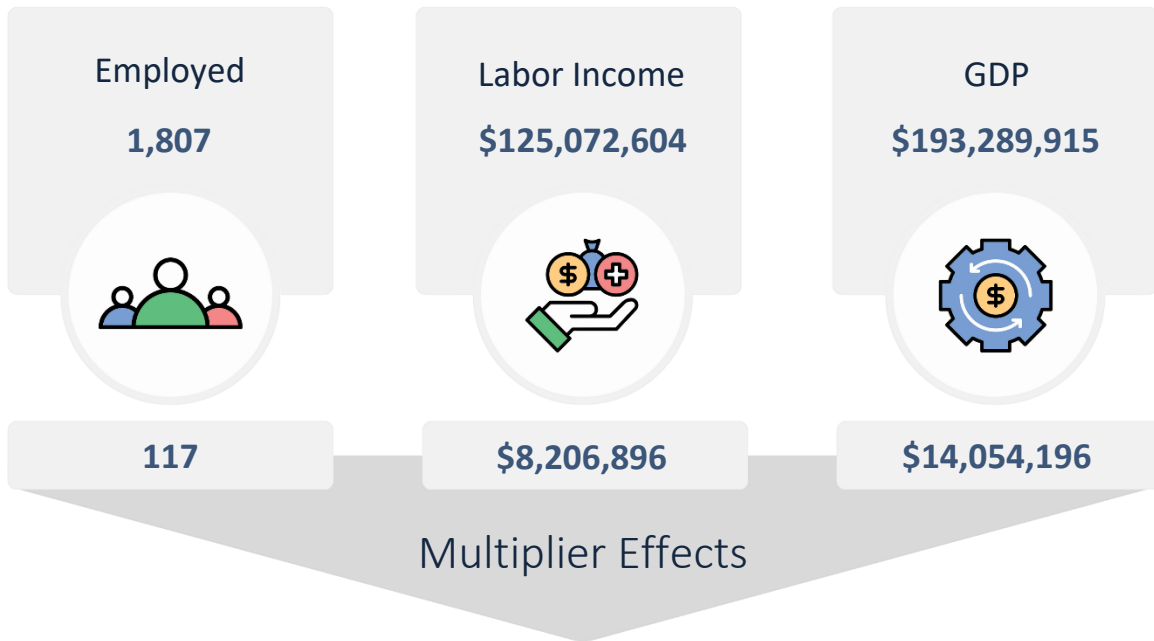 Employed
1,807
Labor Income
$125,072,604
GDP
$193,289,915
$
$
117
$8,206,896
$14,054,196
Multiplier Effects